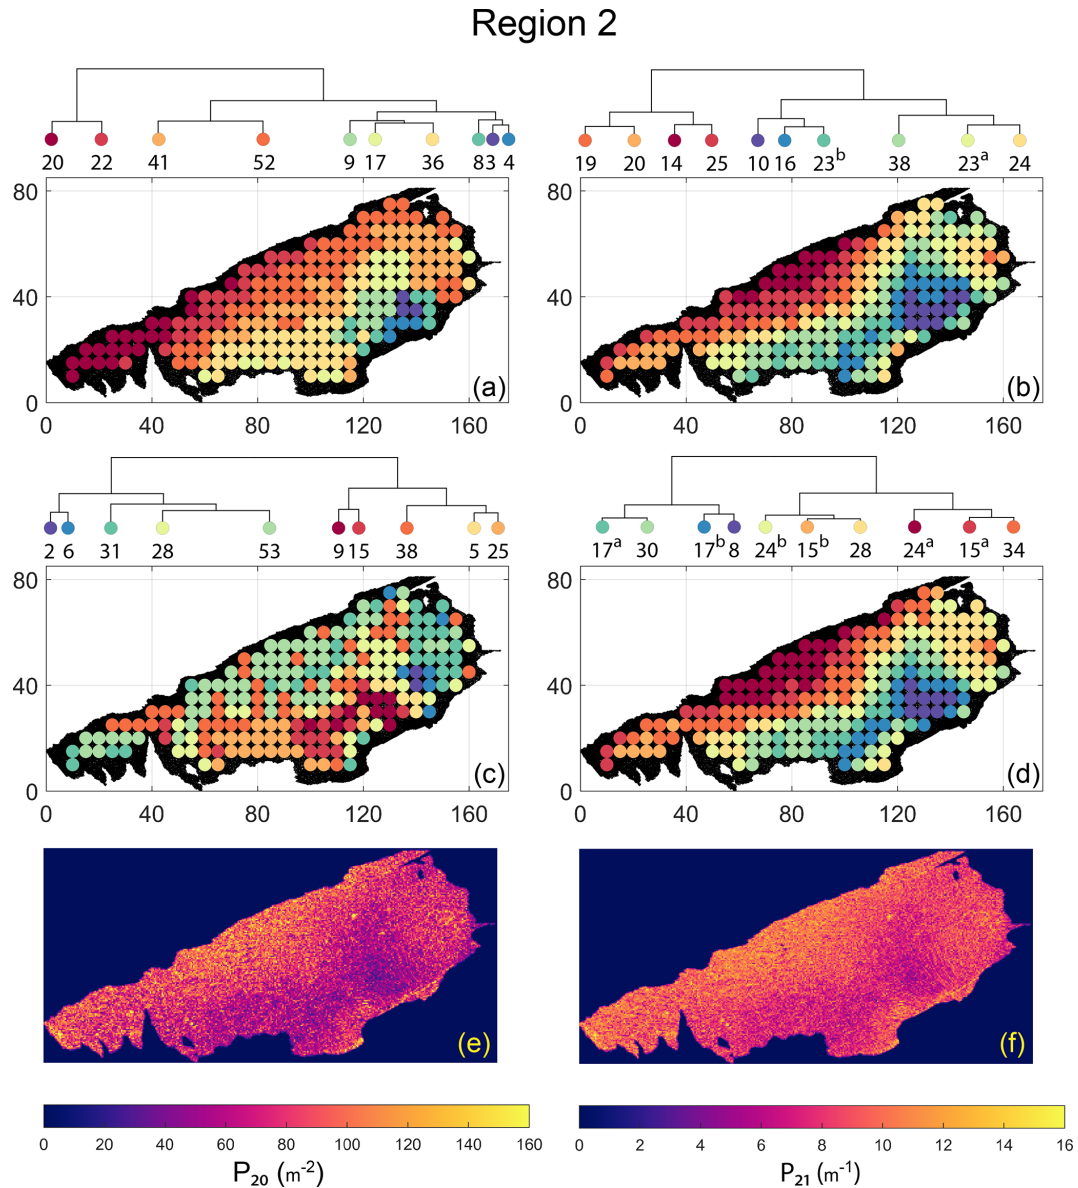 Region 2
20 22 41 52 9 17 36 8 3 4
19 20 14 25 10 16 23b 38 23a 24
80 40 0
(a)
0 40 80 120 160
80 40 0
(b)
0 40 80 120 160
2 6 31 28 53 9 15 38 5 25
17a 30 17b 8 24b 15b 28 24a 15a 34
80 40 0
(c)
0 40 80 120 160
80 40 0
(d)
0 40 80 120 160
(e)
(f)
0 20 40 60 80 100 120 140 160
P20 (m-2)
0 2 4 6 8 10 12 14 16
P21 (m-1)